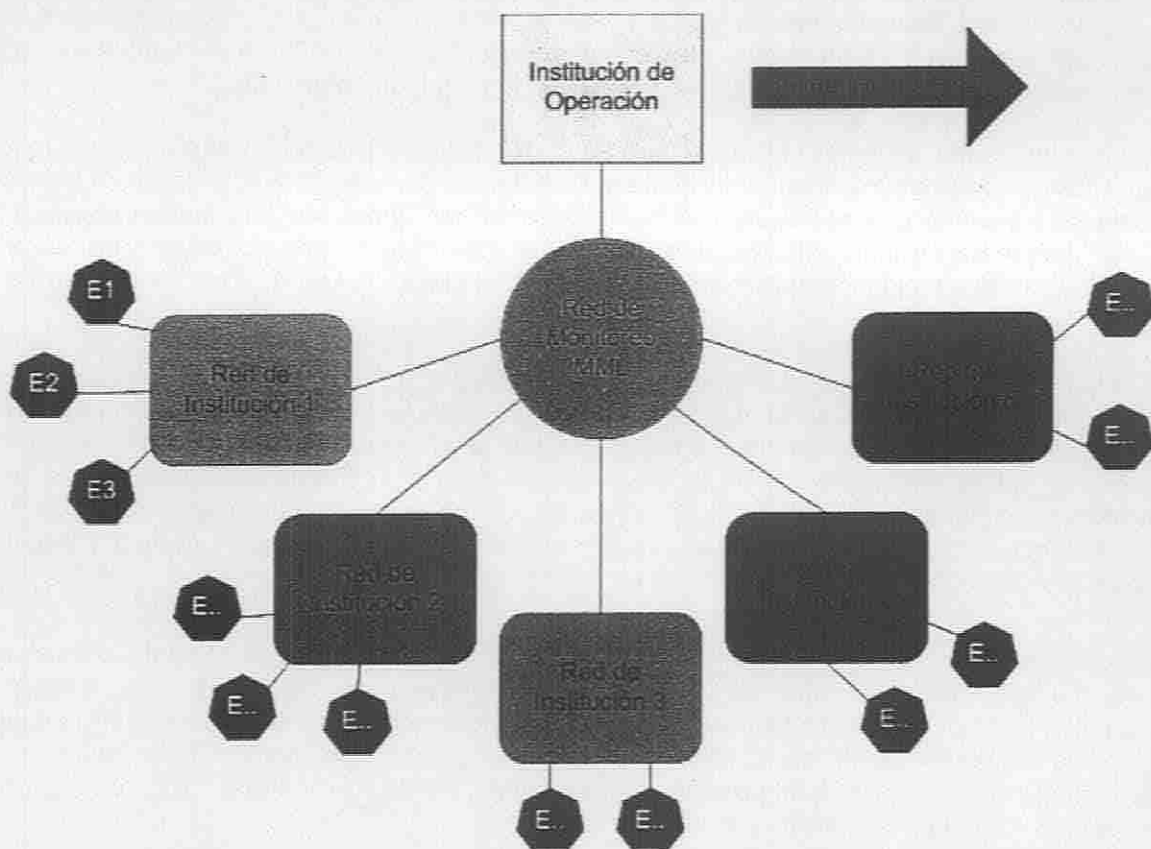 Institución de
Operación
Red de
Monitoreo
MML
E1
E2
E3
Red de
Institución 1
Red de
Institución 2
E..
E..
E..
Red de
Institución 3
E..
E..
E..
E..
E..
E..